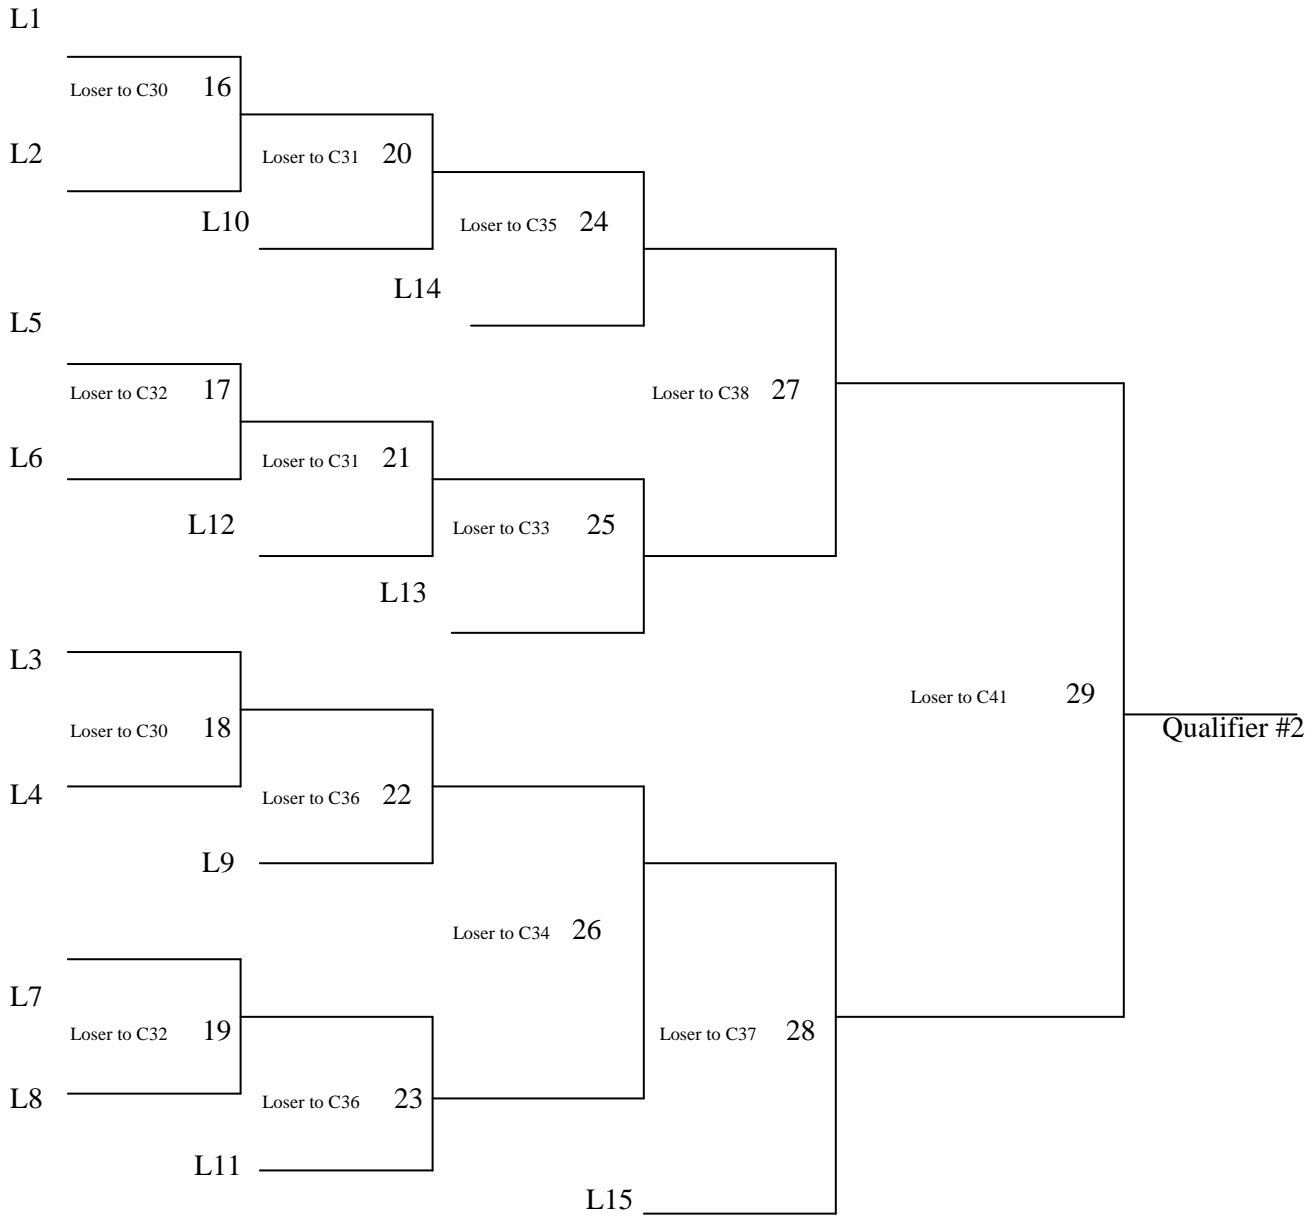 L1
Loser to C30 16
L2
Loser to C31 20
L10
Loser to C35 24
L14
L5
Loser to C32 17
Loser to C38 27
L6
Loser to C31 21
L12
Loser to C33 25
L13
L3
Loser to C41 29
Loser to C30 18
Qualifier #2
L4
Loser to C36 22
L9
Loser to C34 26
L7
Loser to C32 19
Loser to C37 28
L8
Loser to C36 23
L11
L15